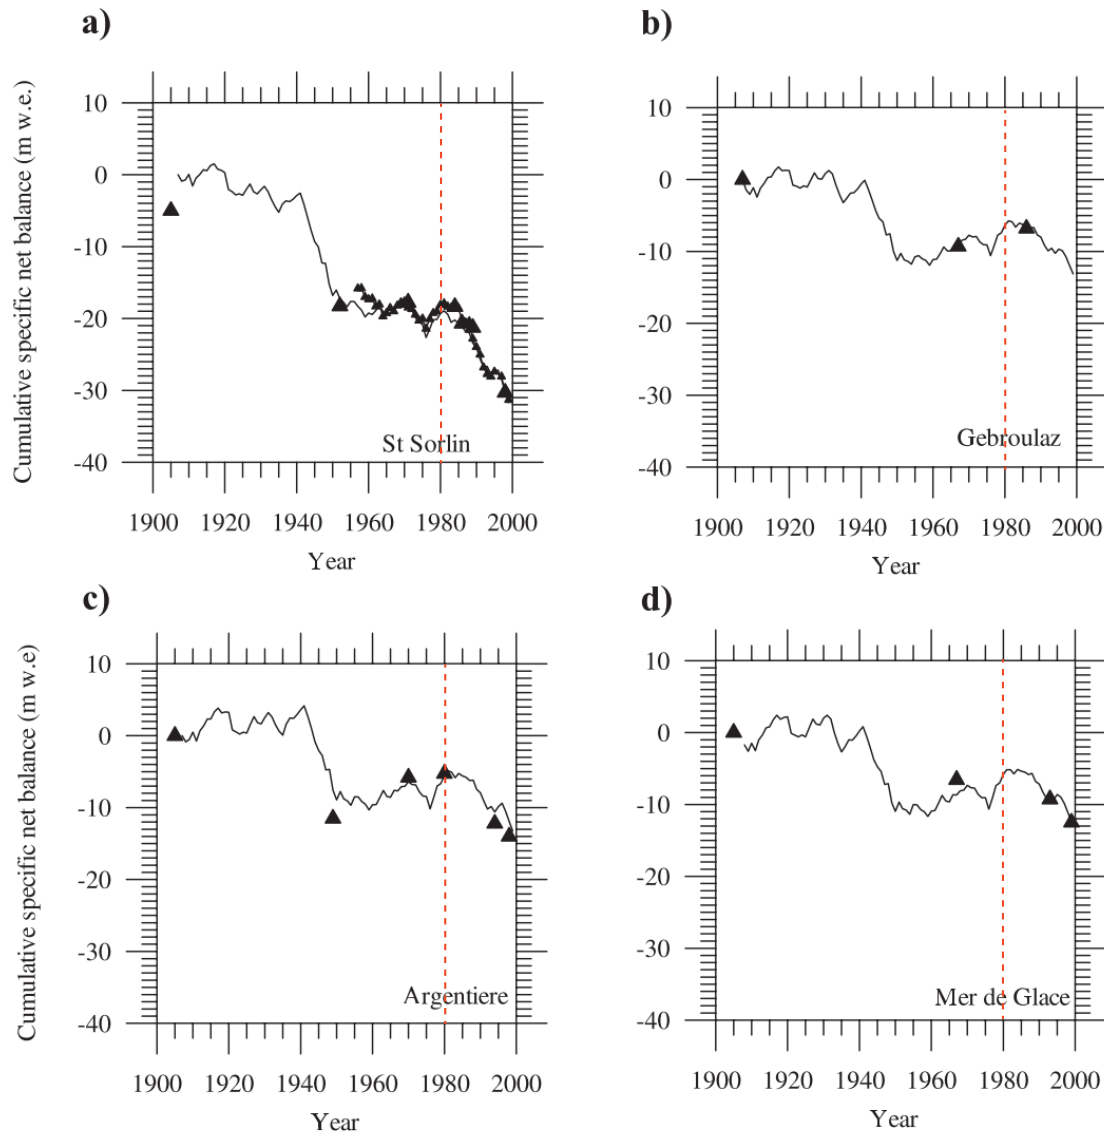 a)
Cumulative specific net balance (m w.e.)
10
0
-10
-20
-30
-40
St Sorlin
1900 1920 1940 1960 1980 2000
Year
b)
10
0
-10
-20
-30
-40
Gebroulaz
1900 1920 1940 1960 1980 2000
Year
c)
Cumulative specific net balance (m w.e)
10
0
-10
-20
-30
-40
Argentiere
1900 1920 1940 1960 1980 2000
Year
d)
10
0
-10
-20
-30
-40
Mer de Glace
1900 1920 1940 1960 1980 2000
Year